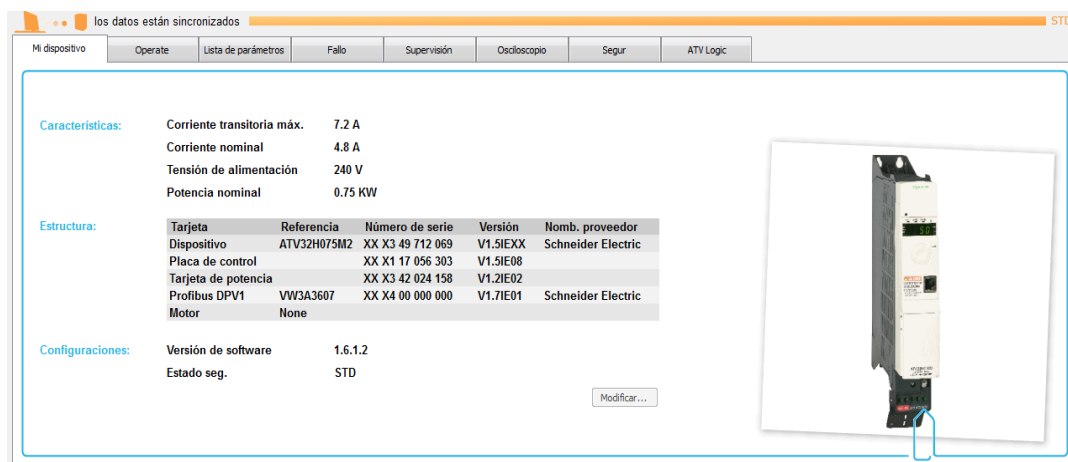 los datos están sincronizados STD
Mi dispositivo Operate Lista de parámetros Fallo Supervisión Osciloscopio Segur ATV Logic
Características: Corriente transitoria máx. 7.2 A
Corriente nominal 4.8 A
Tensión de alimentación 240 V
Potencia nominal 0.75 KW
Estructura: Tarjeta Referencia Número de serie Versión Nomb. proveedor
Dispositivo ATV32H075M2 XX X3 49 712 069 V1.5IEXX Schneider Electric
Placa de control XX X1 17 056 303 V1.5IE08
Tarjeta de potencia XX X3 42 024 158 V1.2IE02
Profibus DPV1 VW3A3607 XX X4 00 000 000 V1.7IE01 Schneider Electric
Motor None
Configuraciones: Versión de software 1.6.1.2
Estado seg. STD
Modificar...